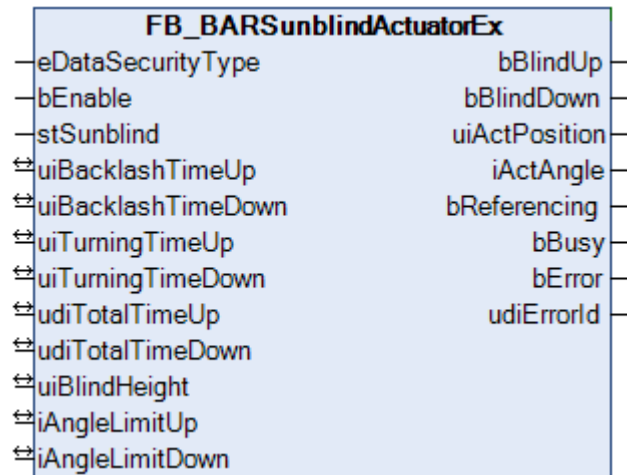 FB_BARSunblindActuatorEx
eDataSecurityType bBlindUp
bEnable bBlindDown
stSunblind uiActPosition
uiBacklashTimeUp iActAngle
uiBacklashTimeDown bReferencing
uiTurningTimeUp bBusy
uiTurningTimeDown bError
udiTotalTimeUp udiErrorId
udiTotalTimeDown
uiBlindHeight
iAngleLimitUp
iAngleLimitDown